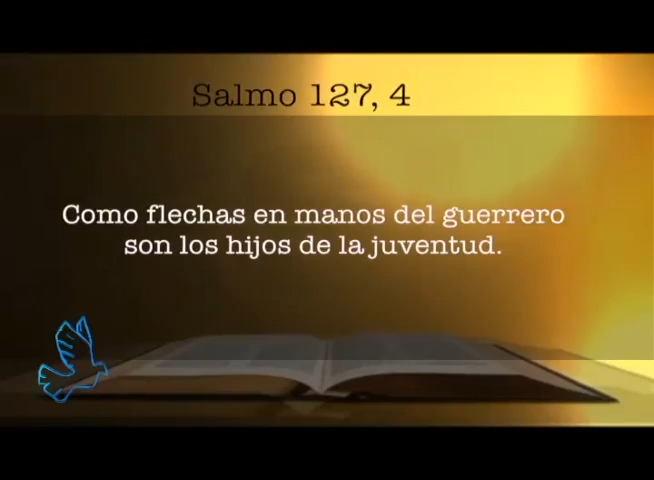 Salmo 127, 4
Como flechas en manos del guerrero
son los hijos de la juventud.